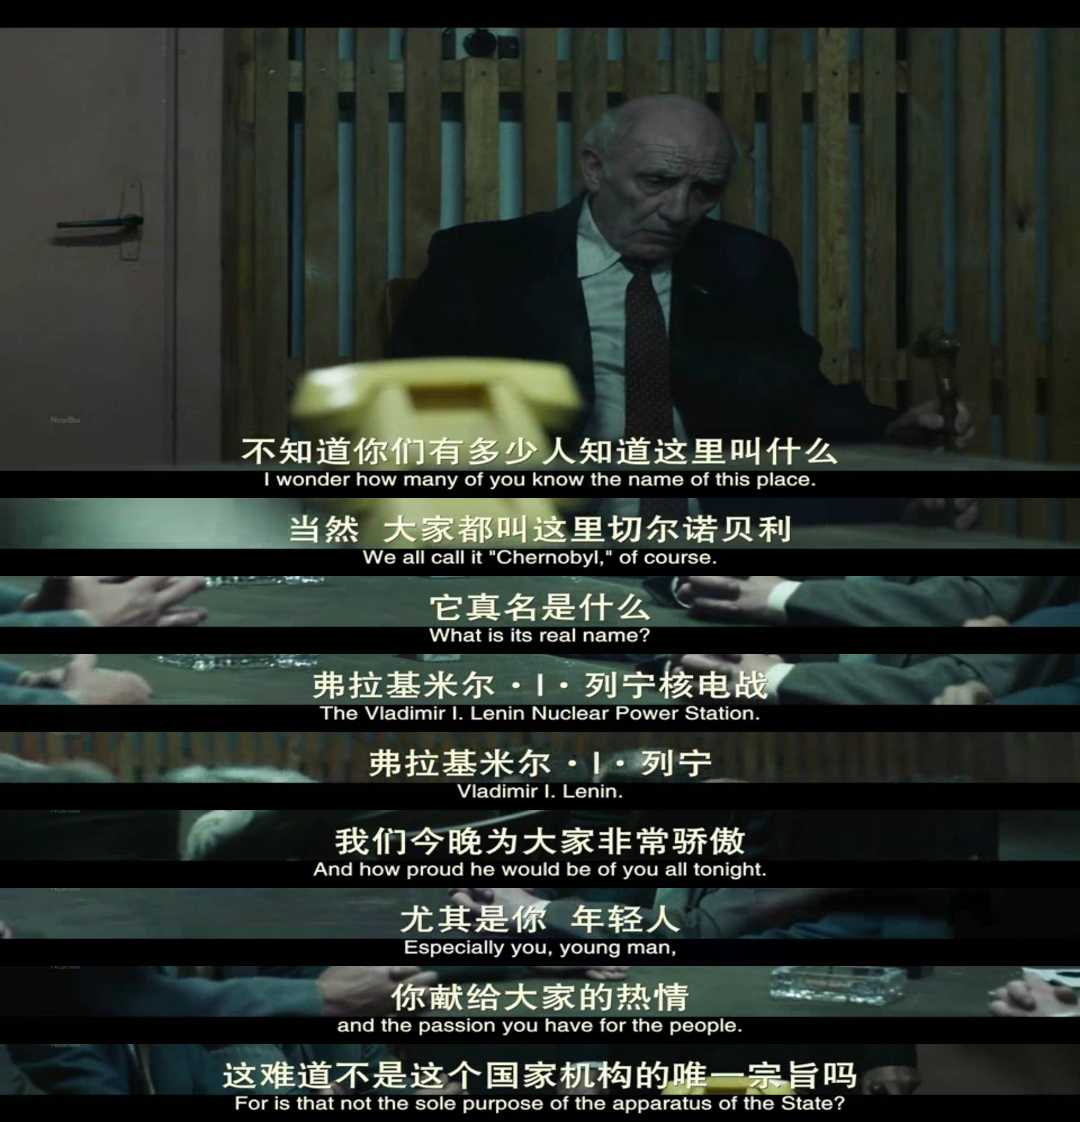 不知道你们有多少人知道这里叫什么
I wonder how many of you know the name of this place.
当然 大家都叫这里切尔诺贝利
We all call it "Chernobyl," of course.
它真名是什么
What is its real name?
弗拉基米尔·I·列宁核电战
The Vladimir I. Lenin Nuclear Power Station.
弗拉基米尔·I·列宁
Vladimir I. Lenin.
我们今晚为大家非常骄傲
And how proud he would be of you all tonight.
尤其是你 年轻人
Especially you, young man,
你献给大家的热情
and the passion you have for the people.
这难道不是这个国家机构的唯一宗旨吗
For is that not the sole purpose of the apparatus of the State?